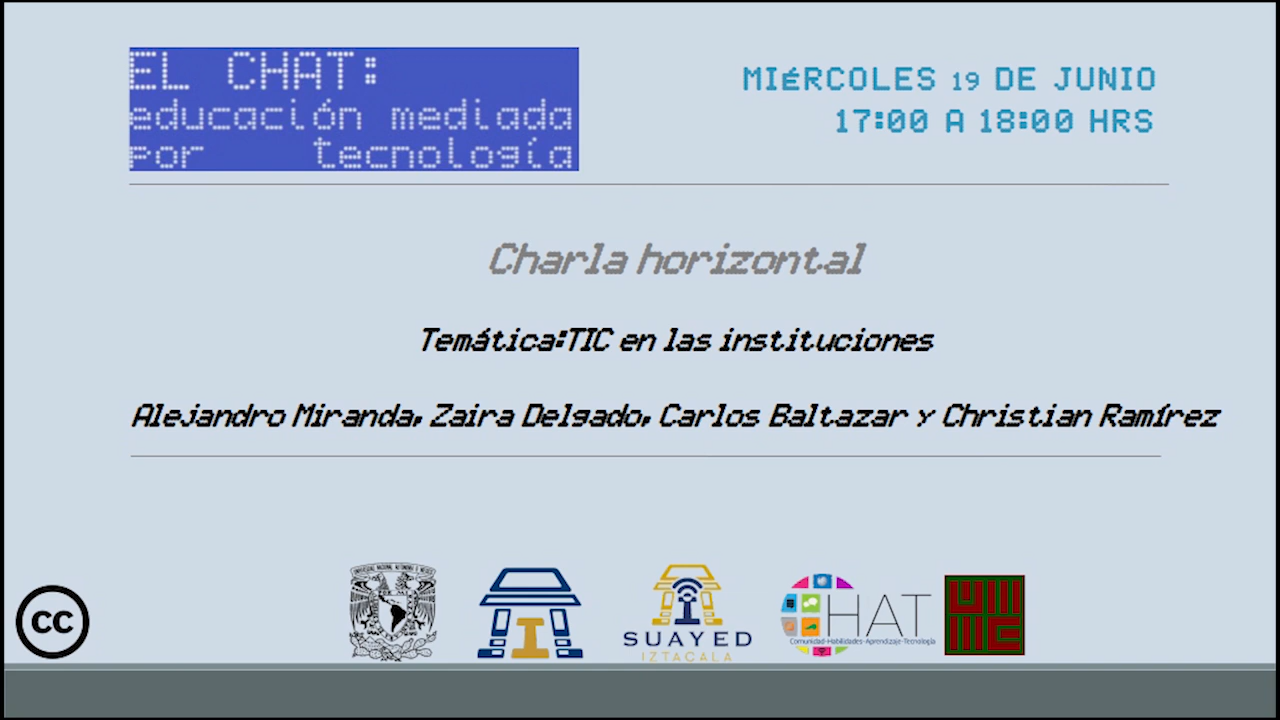 EL CHAT:
educación mediada
por tecnología
MIéRCOLES 19 DE JUNIO
17:00 A 18:00 HRS
Charla horizontal
Temática:TIC en las instituciones
Alejandro Miranda, Zaira Delgado, Carlos Baltazar y Christian Ramírez
cc
SUAYED
IZTACALA
CHAT
Comunidad-Habilidades-Aprendizaje-Tecnología